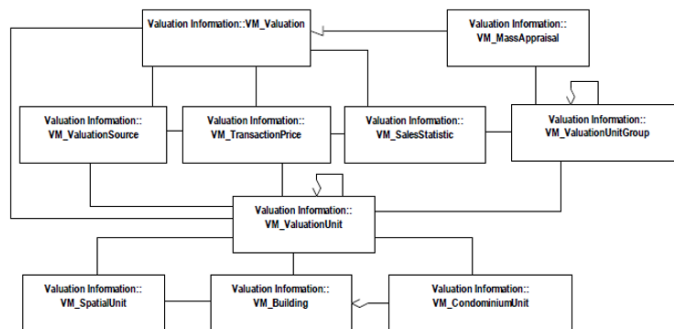 Valuation Information::VM_Valuation
Valuation Information::
VM_MassAppraisal
Valuation Information::
VM_ValuationSource
Valuation Information::
VM_TransactionPrice
Valuation Information::
VM_SalesStatistic
Valuation Information::
VM_ValuationUnitGroup
Valuation Information::
VM_ValuationUnit
Valuation Information::
VM_SpatialUnit
Valuation Information::
VM_Building
Valuation Information::
VM_CondominiumUnit